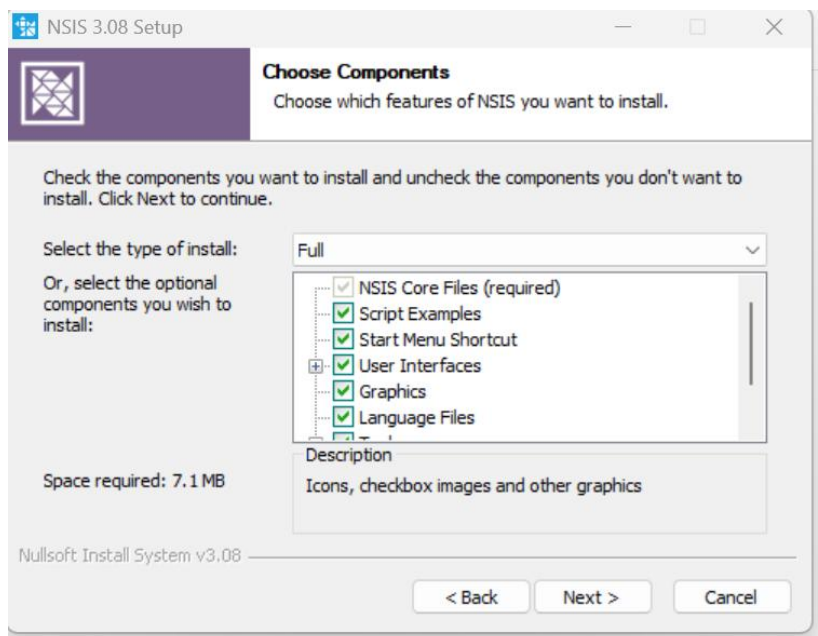 NSIS 3.08 Setup
Choose Components
Choose which features of NSIS you want to install.
Check the components you want to install and uncheck the components you don't want to
install. Click Next to continue.
Select the type of install:
Full
Or, select the optional
components you wish to
install:
NSIS Core Files (required)
Script Examples
Start Menu Shortcut
User Interfaces
Graphics
Language Files
Description
Space required: 7.1 MB
Icons, checkbox images and other graphics
Nullsoft Install System v3.08
< Back
Next >
Cancel